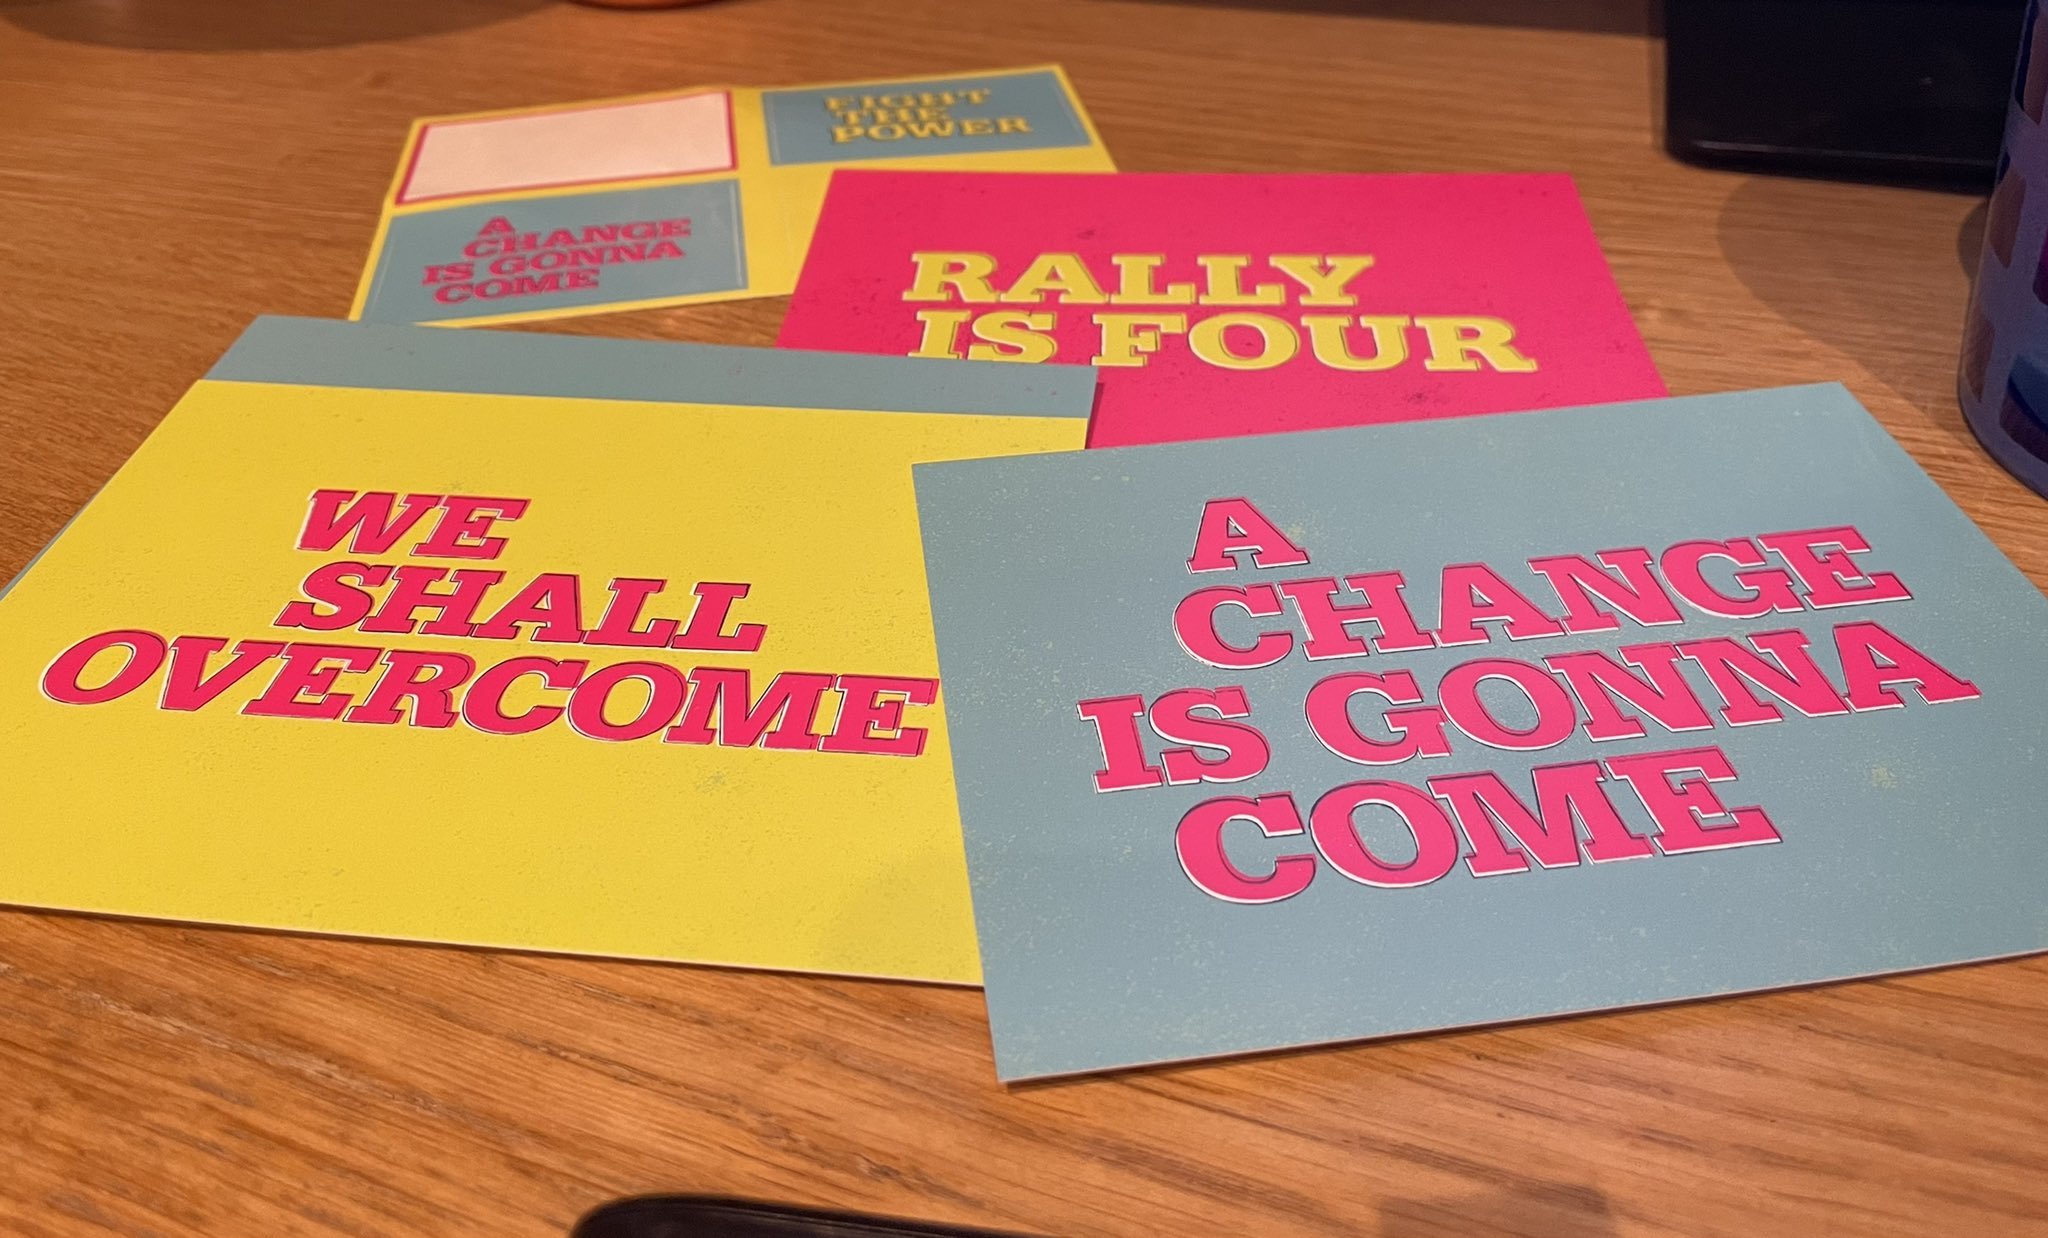 FIGHT
THE
POWER
A
CHANGE
IS GONNA
COME
RALLY
IS FOUR
WE
SHALL
OVERCOME
A
CHANGE
IS GONNA
COME